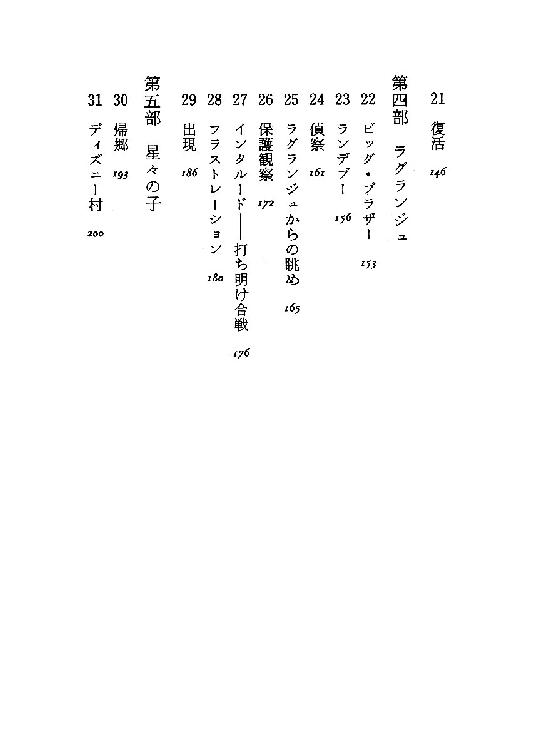 21 復活 146
第四部 ラグランジュ
22 ビッグ・ブラザー 153
23 ランデブー 156
24 偵察 161
25 ラグランジュからの眺め 165
26 保護観察 172
27 インタルード──打ち明け合戦 176
28 フラストレーション 180
29 出現 186
第五部 星々の子
30 帰郷 193
31 ディズニー村 200